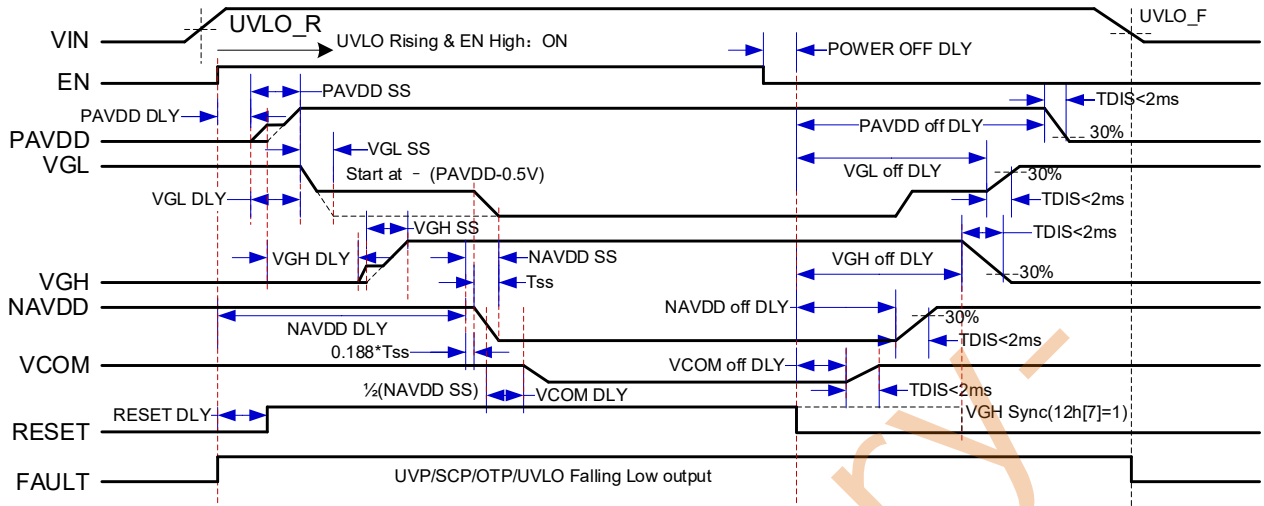 VIN
UVLO_R
UVLO_F
UVLO Rising & EN High: ON
POWER OFF DLY
EN
PAVDD SS
TDIS<2ms
PAVDD DLY
PAVDD off DLY
30%
PAVDD
VGL SS
VGL
Start at - (PAVDD-0.5V)
VGL off DLY
30%
VGL DLY
TDIS<2ms
VGH SS
TDIS<2ms
VGH DLY
NAVDD SS
VGH off DLY
VGH
Tss
30%
NAVDD
NAVDD DLY
NAVDD off DLY
30%
TDIS<2ms
0.188*Tss
VCOM
VCOM off DLY
½(NAVDD SS)
VCOM DLY
TDIS<2ms
RESET DLY
VGH Sync(12h[7]=1)
RESET
UVP/SCP/OTP/UVLO Falling Low output
FAULT
ry-